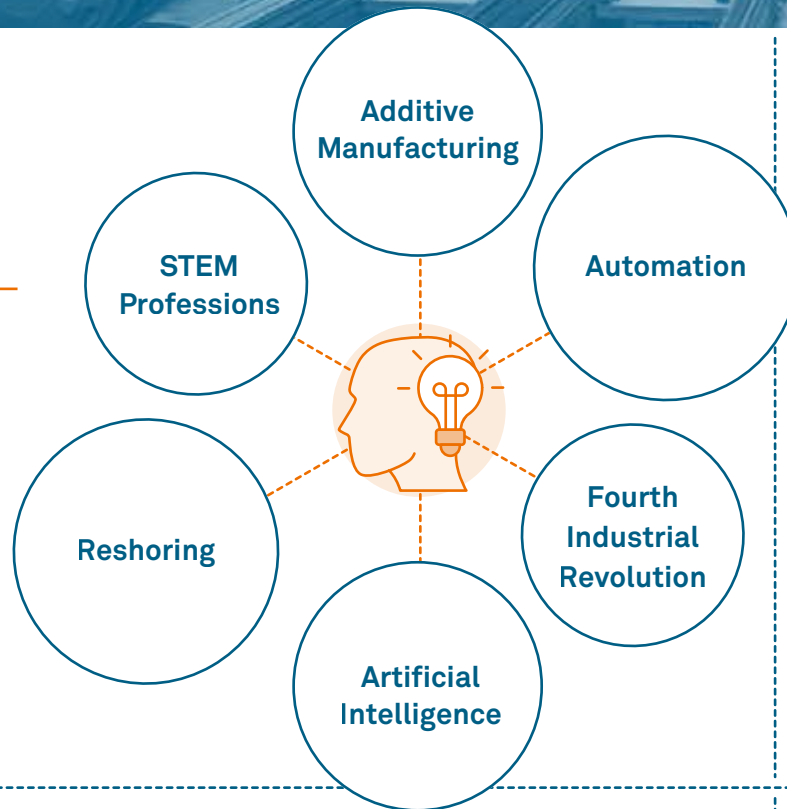 Additive
Manufacturing
STEM
Professions
Automation
Reshoring
Fourth
Industrial
Revolution
Artificial
Intelligence